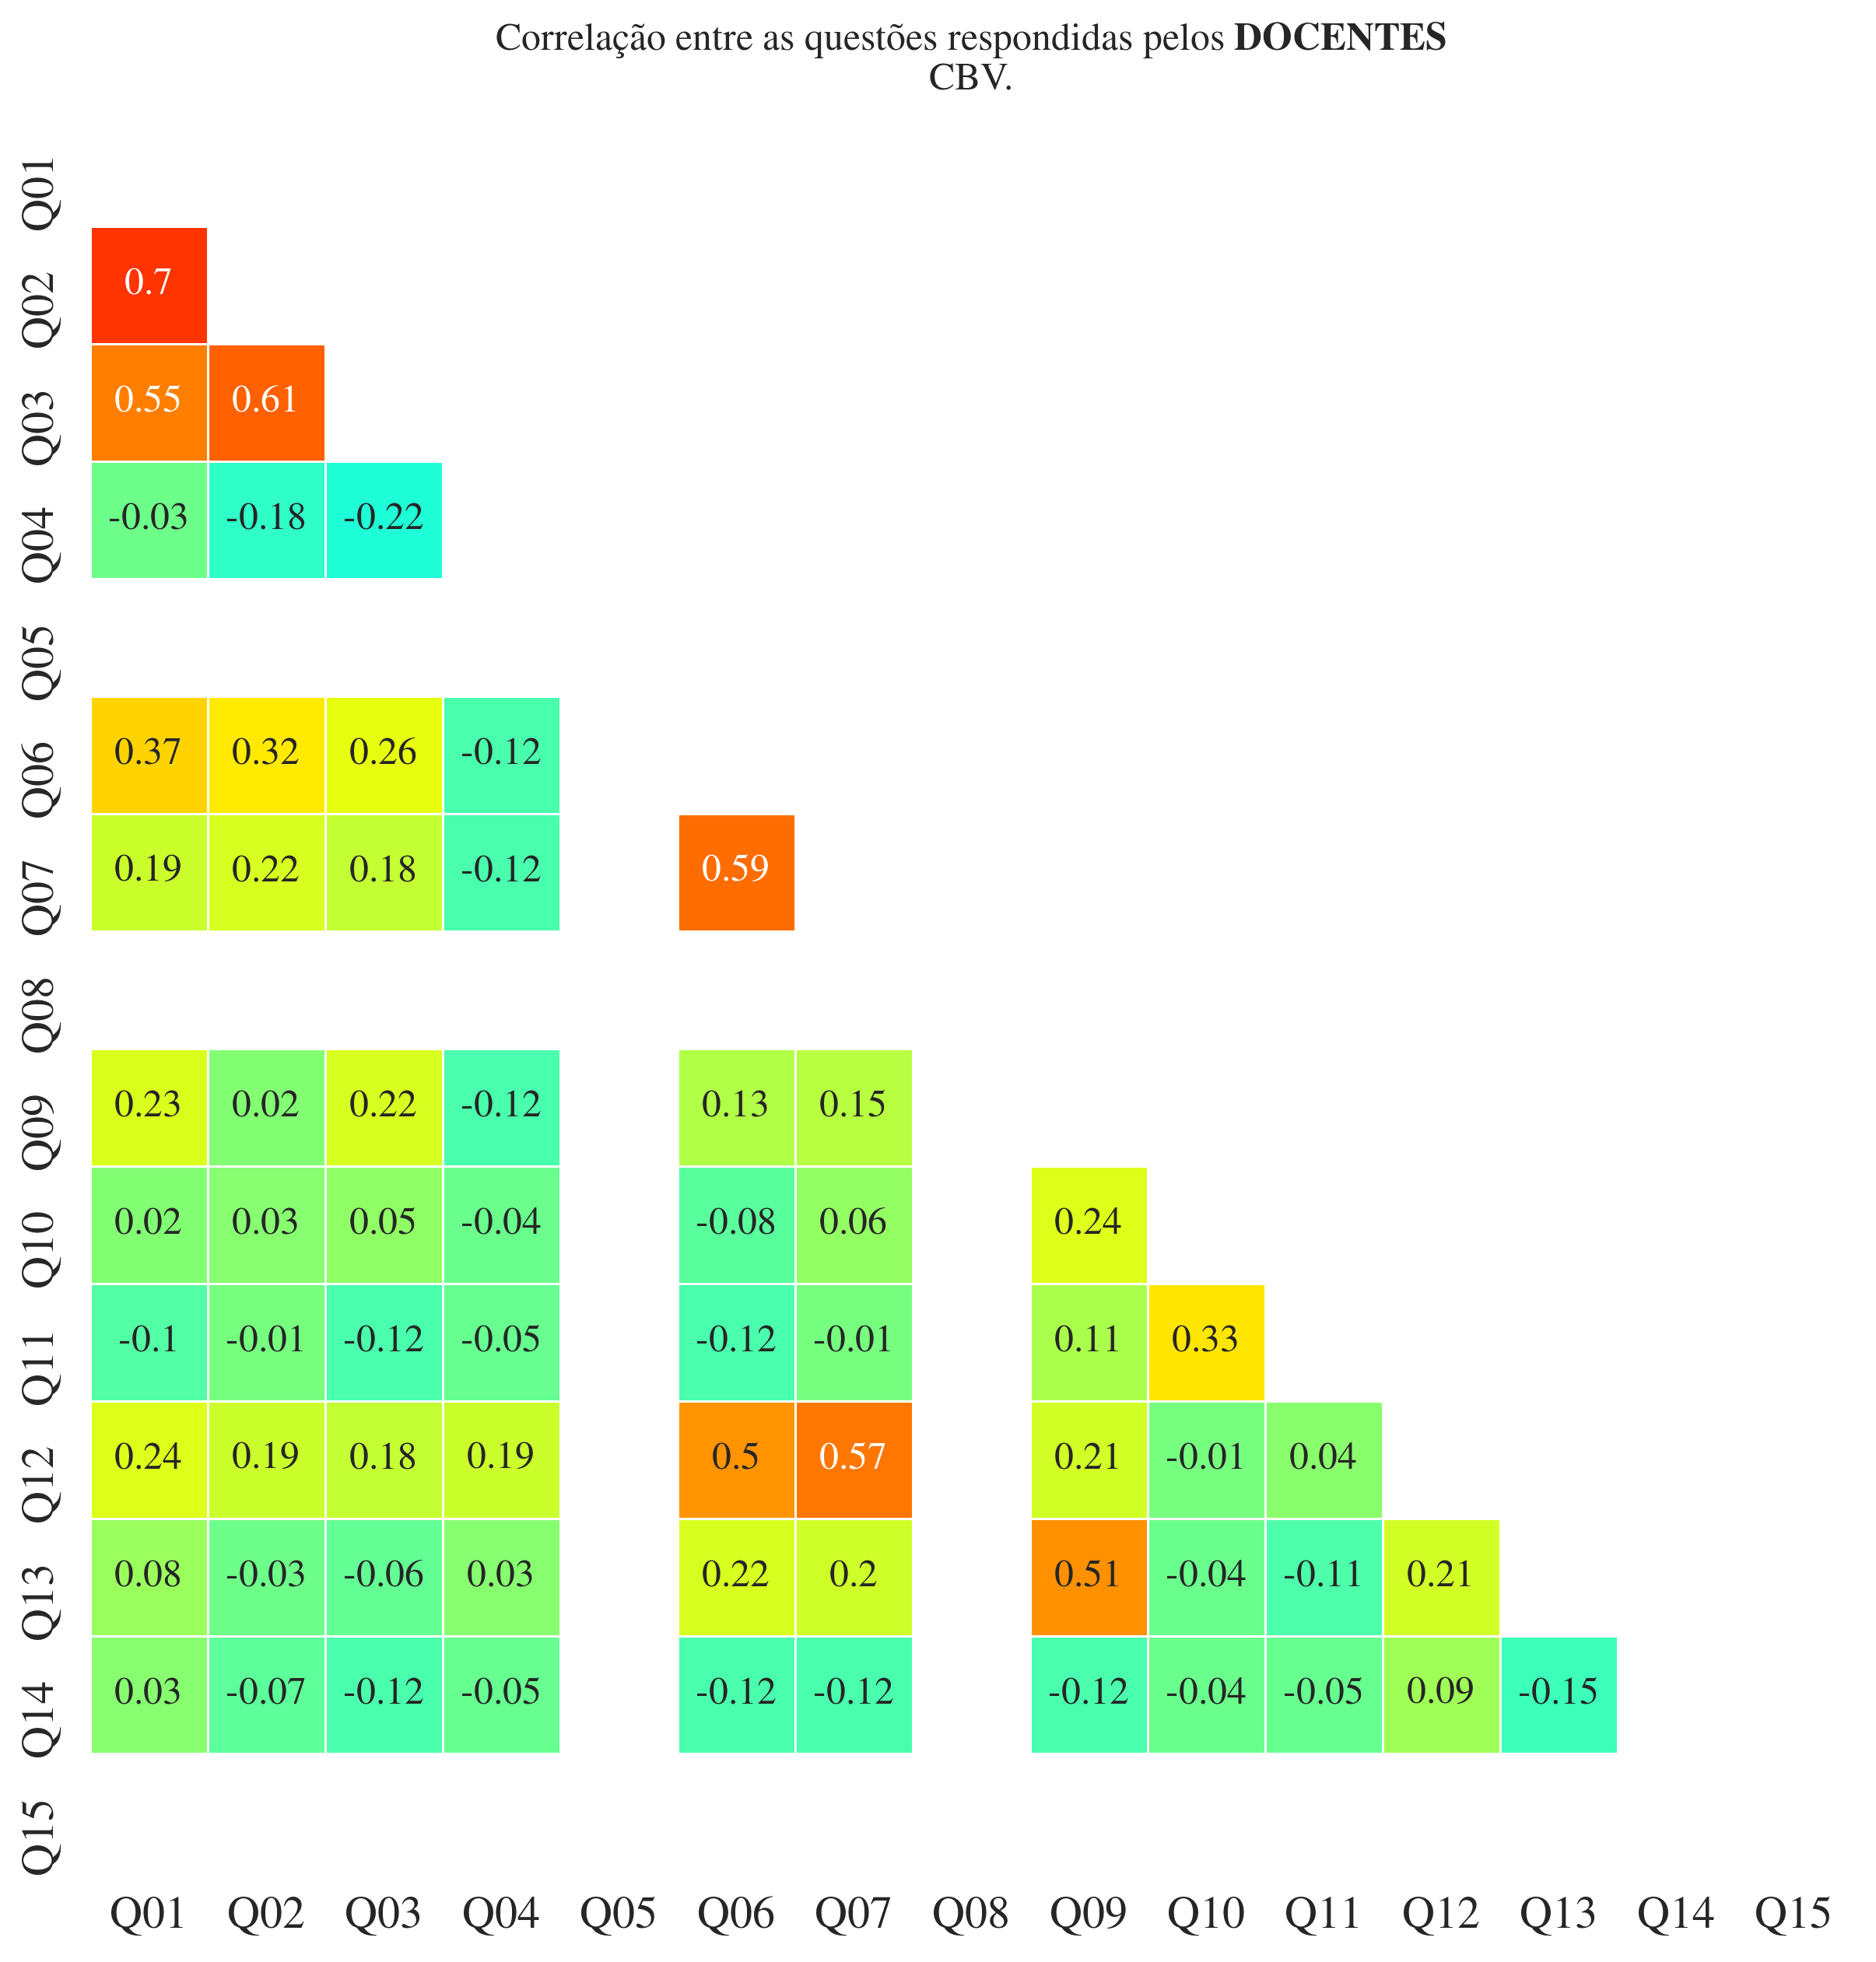 Correlação entre as questões respondidas pelos DOCENTES
CBV.
Q01
Q02 0.7
Q03 0.55 0.61
Q04 -0.03 -0.18 -0.22
Q05
Q06 0.37 0.32 0.26 -0.12
Q07 0.19 0.22 0.18 -0.12 0.59
Q08
Q09 0.23 0.02 0.22 -0.12 0.13 0.15
Q10 0.02 0.03 0.05 -0.04 -0.08 0.06 0.24
Q11 -0.1 -0.01 -0.12 -0.05 -0.12 -0.01 0.11 0.33
Q12 0.24 0.19 0.18 0.19 0.5 0.57 0.21 -0.01 0.04
Q13 0.08 -0.03 -0.06 0.03 0.22 0.2 0.51 -0.04 -0.11 0.21
Q14 0.03 -0.07 -0.12 -0.05 -0.12 -0.12 -0.12 -0.04 -0.05 0.09 -0.15
Q15
Q01 Q02 Q03 Q04 Q05 Q06 Q07 Q08 Q09 Q10 Q11 Q12 Q13 Q14 Q15